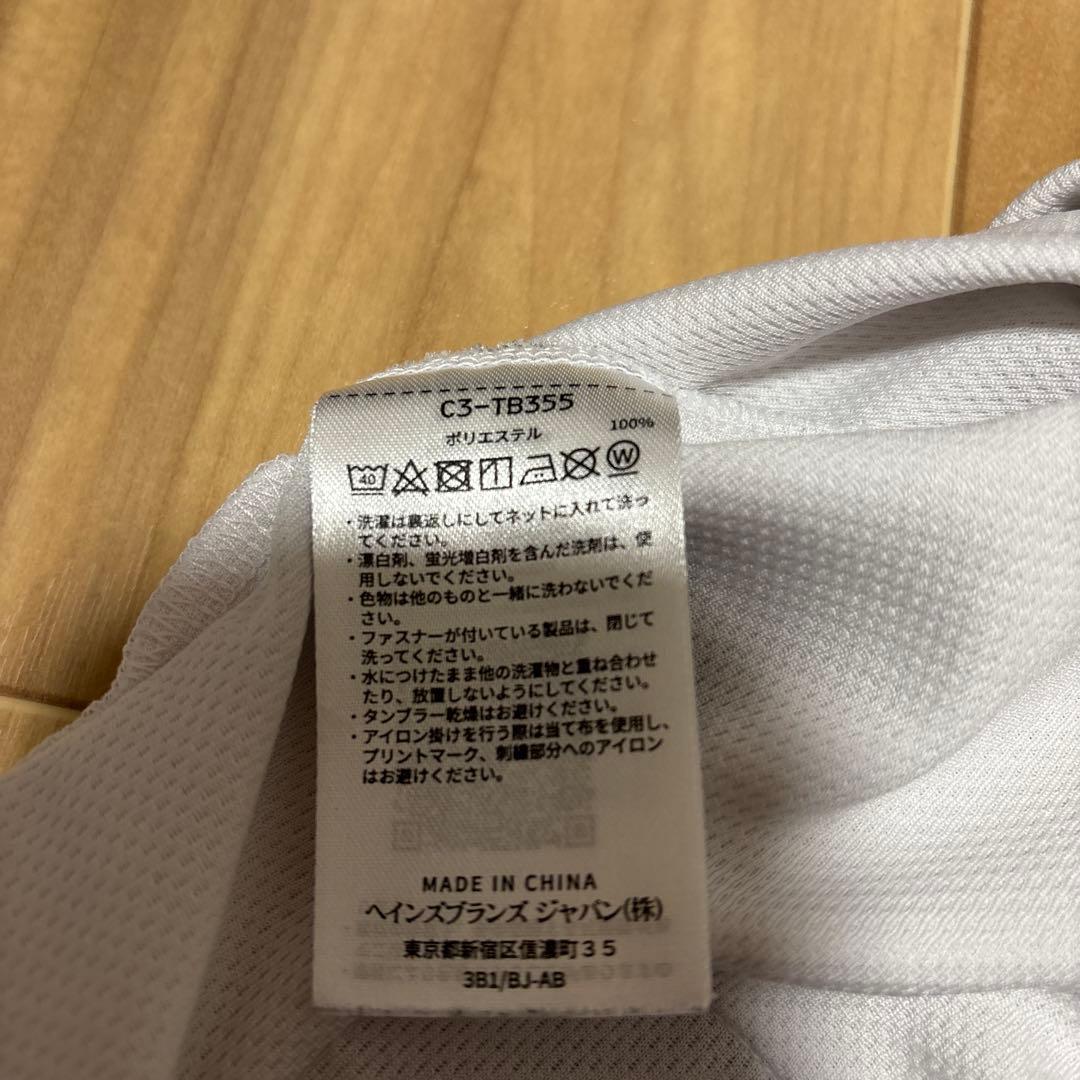 C3-TB355
ポリエステル 100%
40
W
・洗濯は裏返しにしてネットに入れて洗っ
てください。
・漂白剤、蛍光増白剤を含んだ洗剤は、使
用しないでください。
・色物は他のものと一緒に洗わないでくだ
さい。
・ファスナーが付いている製品は、閉じて
洗ってください。
・水につけたまま他の洗濯物と重ね合わせ
たり、放置しないようにしてください。
・タンブラー乾燥はお避けください。
・アイロン掛けを行う際は当て布を使用し、
プリントマーク、刺繍部分へのアイロン
はお避けください。
MADE IN CHINA
ヘインズブランズ ジャパン(株)
東京都新宿区信濃町35
3B1/BJ-AB